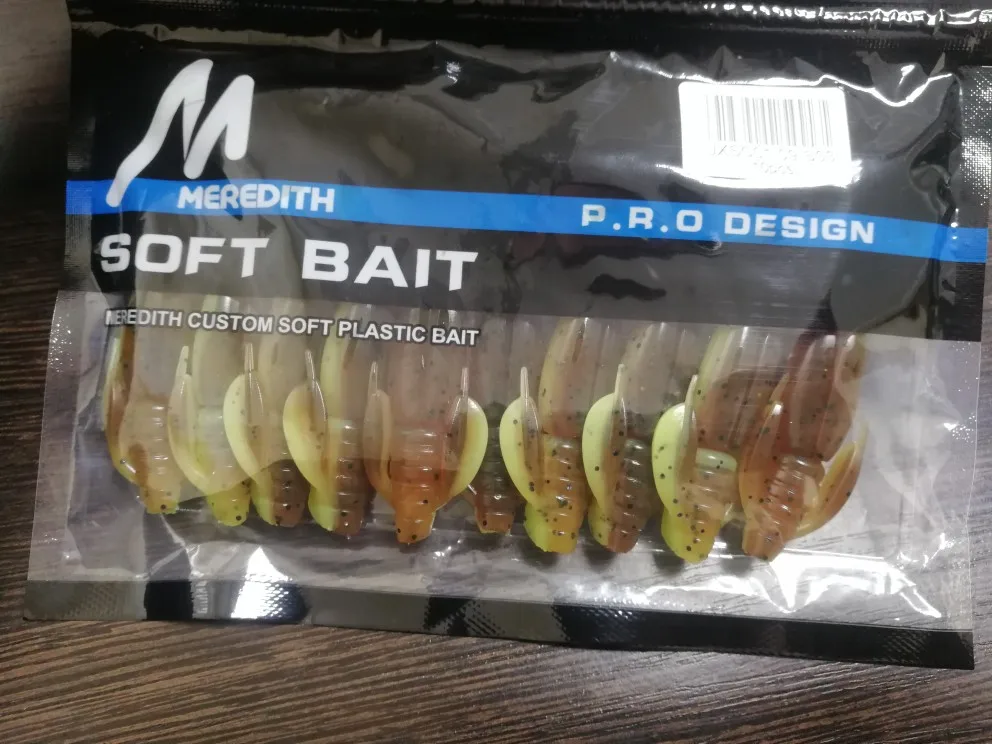 M
MEREDITH
P.R.O DESIGN
SOFT BAIT
MEREDITH CUSTOM SOFT PLASTIC BAIT